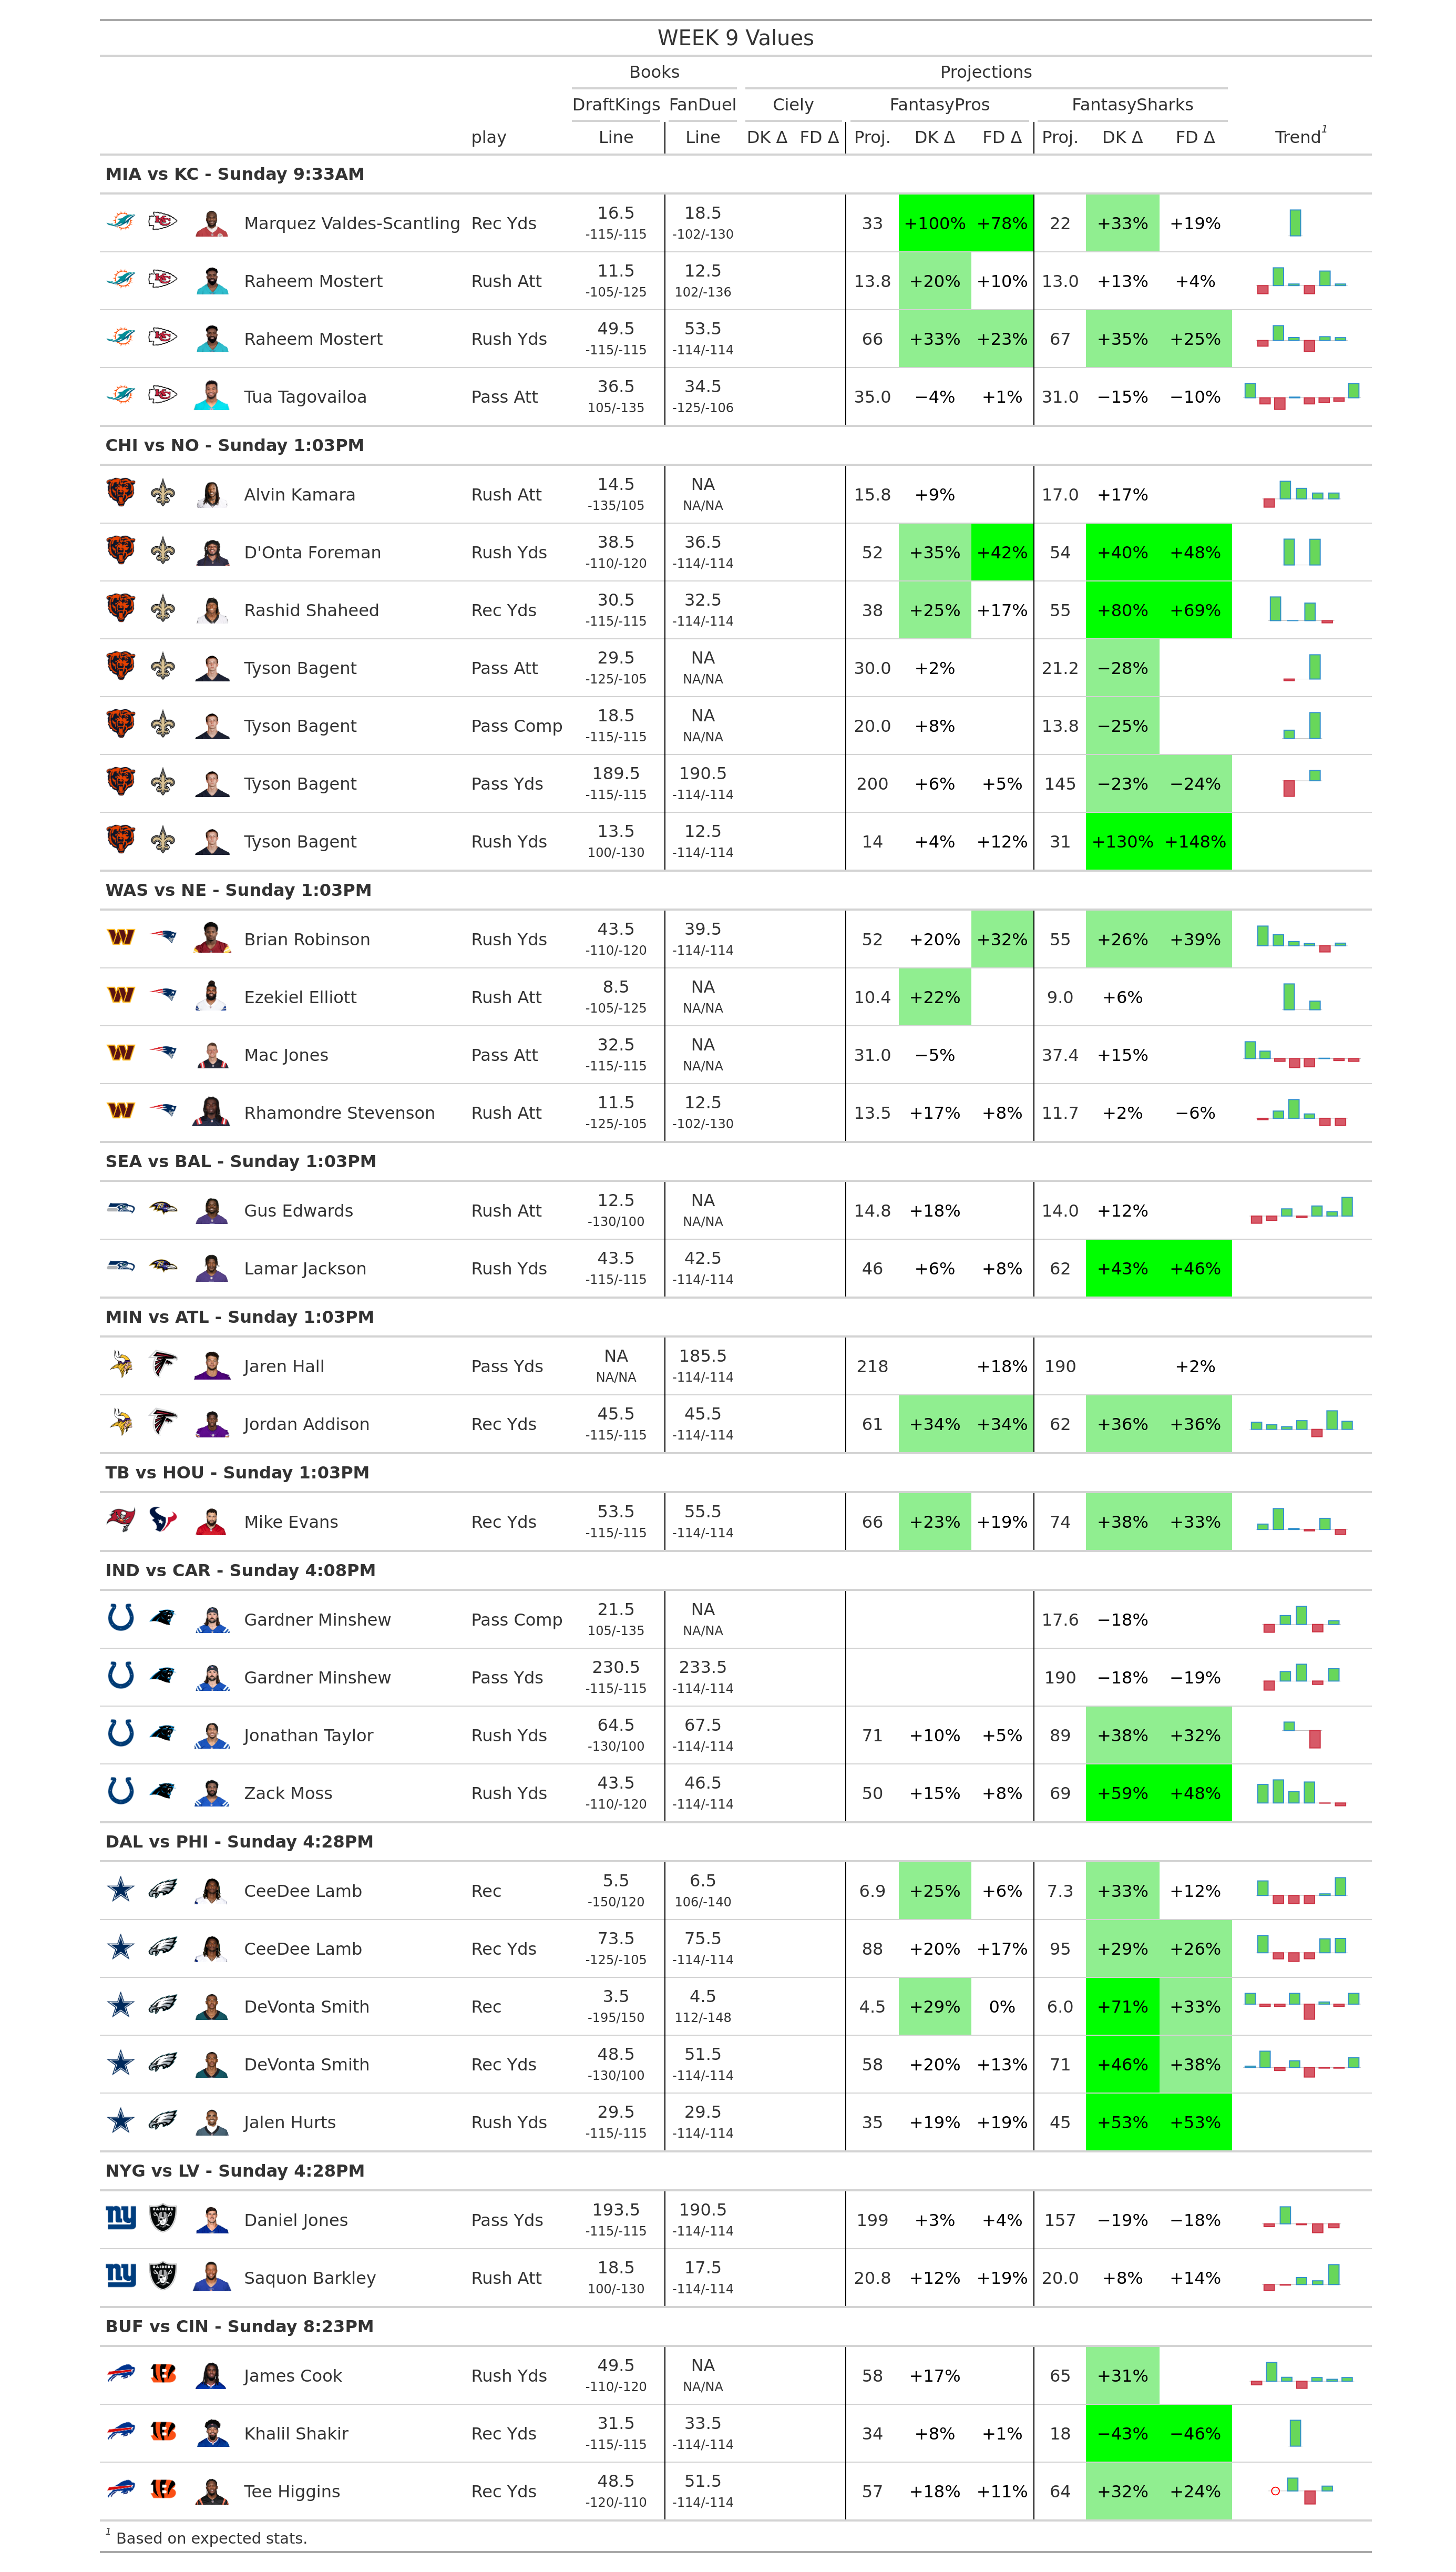 WEEK 9 Values
Books Projections
DraftKings FanDuel Ciely FantasyPros FantasySharks
play Line Line DK Δ FD Δ Proj. DK Δ FD Δ Proj. DK Δ FD Δ Trend1
MIA vs KC - Sunday 9:33AM
Marquez Valdes-Scantling Rec Yds 16.5 18.5 33 +100% +78% 22 +33% +19%
-115/-115 -102/-130
Raheem Mostert Rush Att 11.5 12.5 13.8 +20% +10% 13.0 +13% +4%
-105/-125 102/-136
Raheem Mostert Rush Yds 49.5 53.5 66 +33% +23% 67 +35% +25%
-115/-115 -114/-114
Tua Tagovailoa Pass Att 36.5 34.5 35.0 −4% +1% 31.0 −15% −10%
105/-135 -125/-106
CHI vs NO - Sunday 1:03PM
Alvin Kamara Rush Att 14.5 NA 15.8 +9% 17.0 +17%
-135/105 NA/NA
D'Onta Foreman Rush Yds 38.5 36.5 52 +35% +42% 54 +40% +48%
-110/-120 -114/-114
Rashid Shaheed Rec Yds 30.5 32.5 38 +25% +17% 55 +80% +69%
-115/-115 -114/-114
Tyson Bagent Pass Att 29.5 NA 30.0 +2% 21.2 −28%
-125/-105 NA/NA
Tyson Bagent Pass Comp 18.5 NA 20.0 +8% 13.8 −25%
-115/-115 NA/NA
Tyson Bagent Pass Yds 189.5 190.5 200 +6% +5% 145 −23% −24%
-115/-115 -114/-114
Tyson Bagent Rush Yds 13.5 12.5 14 +4% +12% 31 +130% +148%
100/-130 -114/-114
WAS vs NE - Sunday 1:03PM
Brian Robinson Rush Yds 43.5 39.5 52 +20% +32% 55 +26% +39%
-110/-120 -114/-114
Ezekiel Elliott Rush Att 8.5 NA 10.4 +22% 9.0 +6%
-105/-125 NA/NA
Mac Jones Pass Att 32.5 NA 31.0 −5% 37.4 +15%
-115/-115 NA/NA
Rhamondre Stevenson Rush Att 11.5 12.5 13.5 +17% +8% 11.7 +2% −6%
-125/-105 -102/-130
SEA vs BAL - Sunday 1:03PM
Gus Edwards Rush Att 12.5 NA 14.8 +18% 14.0 +12%
-130/100 NA/NA
Lamar Jackson Rush Yds 43.5 42.5 46 +6% +8% 62 +43% +46%
-115/-115 -114/-114
MIN vs ATL - Sunday 1:03PM
Jaren Hall Pass Yds NA 185.5 218 +18% 190 +2%
NA/NA -114/-114
Jordan Addison Rec Yds 45.5 45.5 61 +34% +34% 62 +36% +36%
-115/-115 -114/-114
TB vs HOU - Sunday 1:03PM
Mike Evans Rec Yds 53.5 55.5 66 +23% +19% 74 +38% +33%
-115/-115 -114/-114
IND vs CAR - Sunday 4:08PM
Gardner Minshew Pass Comp 21.5 NA 17.6 −18%
105/-135 NA/NA
Gardner Minshew Pass Yds 230.5 233.5 190 −18% −19%
-115/-115 -114/-114
Jonathan Taylor Rush Yds 64.5 67.5 71 +10% +5% 89 +38% +32%
-130/100 -114/-114
Zack Moss Rush Yds 43.5 46.5 50 +15% +8% 69 +59% +48%
-110/-120 -114/-114
DAL vs PHI - Sunday 4:28PM
CeeDee Lamb Rec 5.5 6.5 6.9 +25% +6% 7.3 +33% +12%
-150/120 106/-140
CeeDee Lamb Rec Yds 73.5 75.5 88 +20% +17% 95 +29% +26%
-125/-105 -114/-114
DeVonta Smith Rec 3.5 4.5 4.5 +29% 0% 6.0 +71% +33%
-195/150 112/-148
DeVonta Smith Rec Yds 48.5 51.5 58 +20% +13% 71 +46% +38%
-130/100 -114/-114
Jalen Hurts Rush Yds 29.5 29.5 35 +19% +19% 45 +53% +53%
-115/-115 -114/-114
NYG vs LV - Sunday 4:28PM
Daniel Jones Pass Yds 193.5 190.5 199 +3% +4% 157 −19% −18%
-115/-115 -114/-114
Saquon Barkley Rush Att 18.5 17.5 20.8 +12% +19% 20.0 +8% +14%
100/-130 -114/-114
BUF vs CIN - Sunday 8:23PM
James Cook Rush Yds 49.5 NA 58 +17% 65 +31%
-110/-120 NA/NA
Khalil Shakir Rec Yds 31.5 33.5 34 +8% +1% 18 −43% −46%
-115/-115 -114/-114
Tee Higgins Rec Yds 48.5 51.5 57 +18% +11% 64 +32% +24%
-120/-110 -114/-114
1 Based on expected stats.